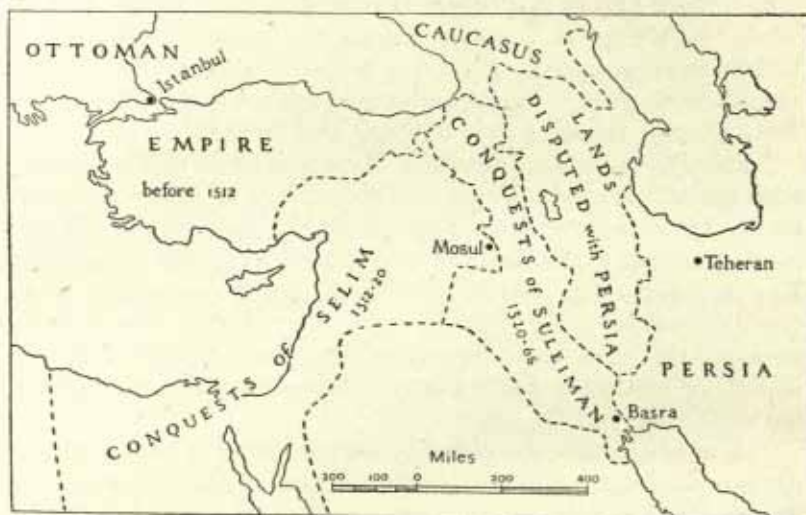 OTTOMAN
CAUCASUS
Istanbul
EMPIRE
before 1512
CONQUESTS of SELIM
1512-20
Mosul
CONQUESTS of SULEIMAN
1520-66
LANDS
DISPUTED with PERSIA
Teheran
PERSIA
Basra
Miles
200 100 0 200 400